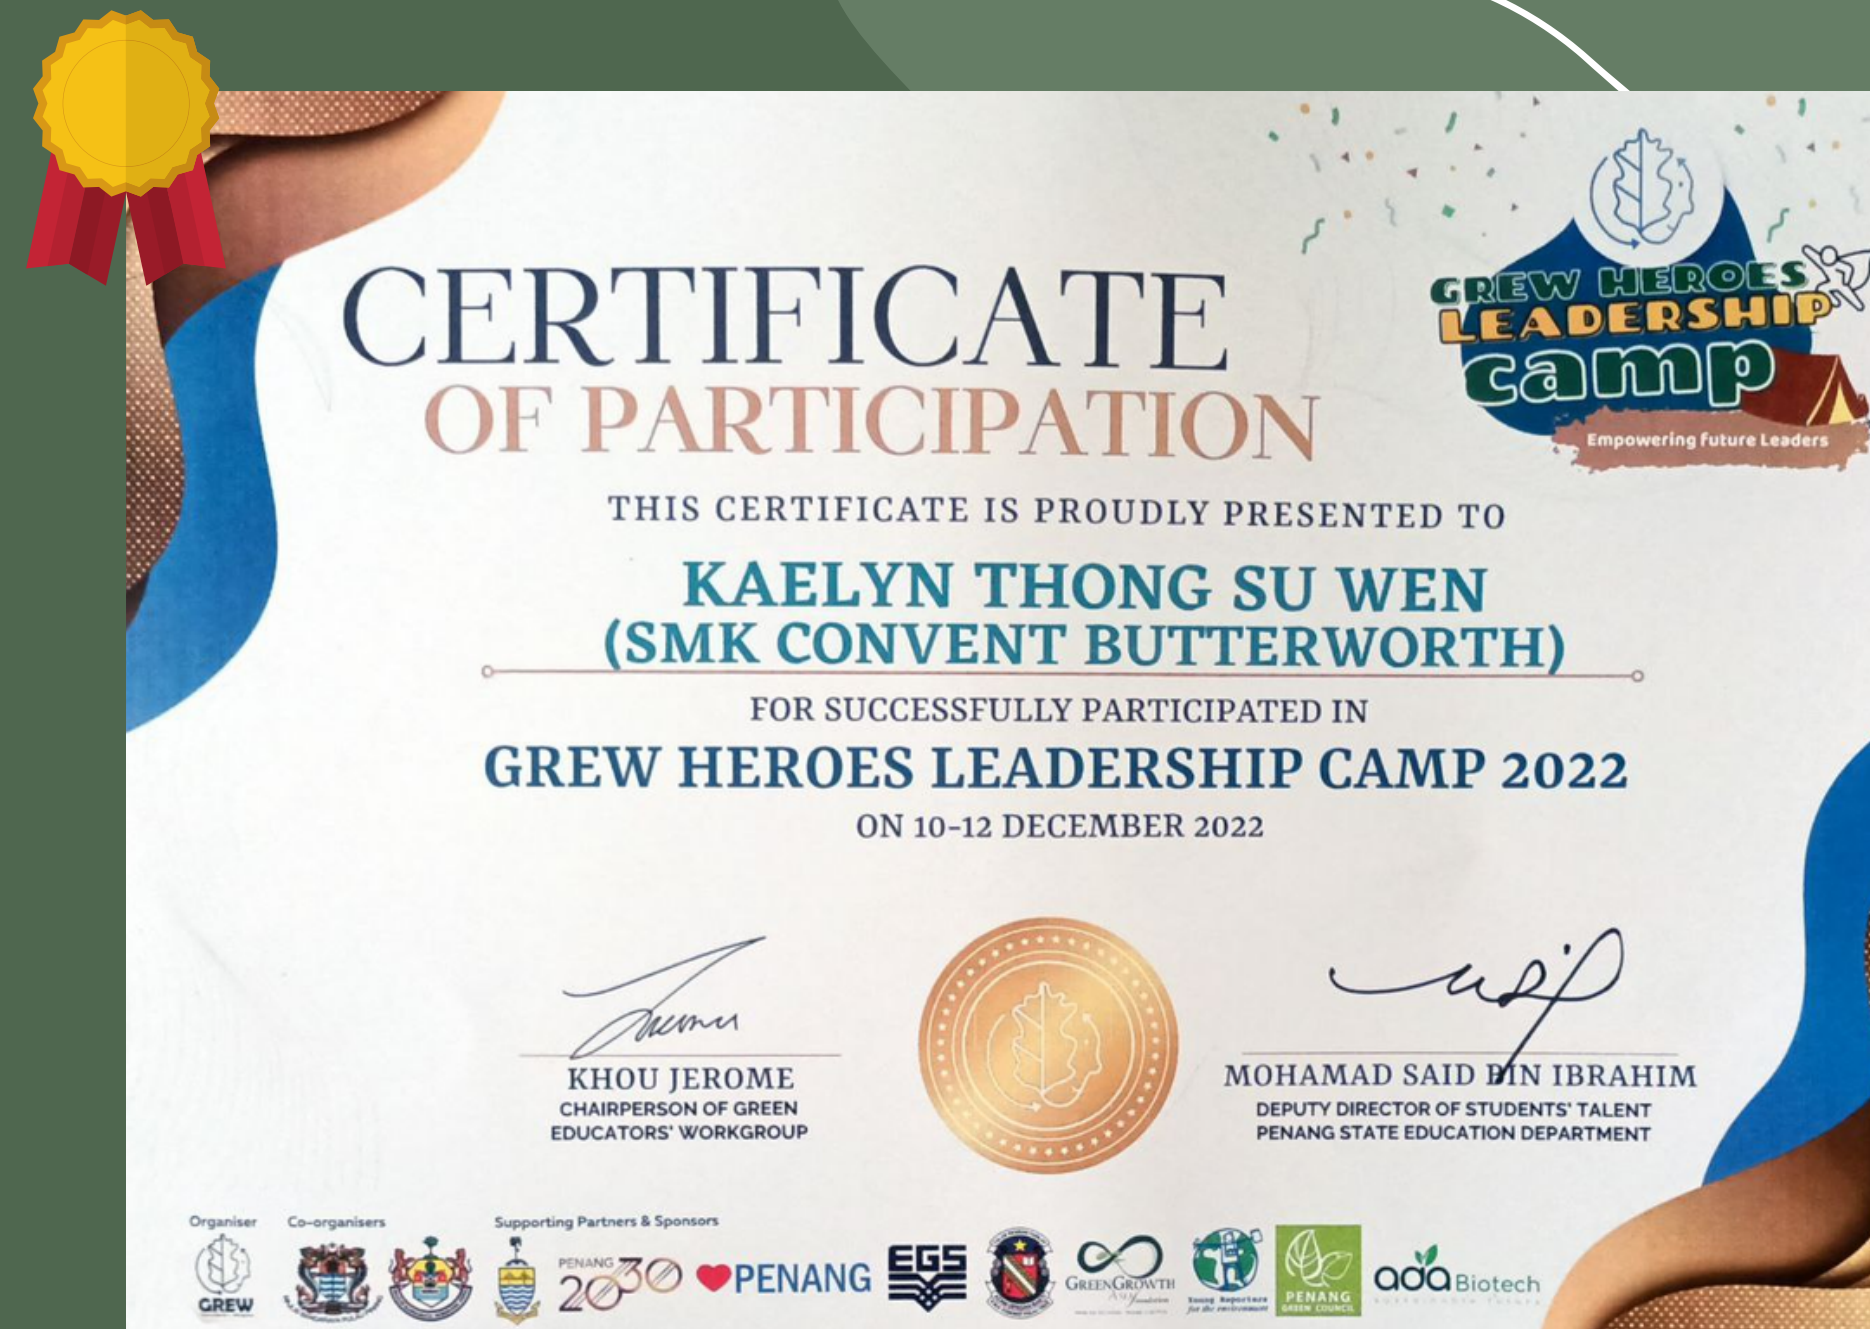 CERTIFICATE
OF PARTICIPATION
GREW HEROES
LEADERSHIP
camp
Empowering Future Leaders
THIS CERTIFICATE IS PROUDLY PRESENTED TO
KAELYN THONG SU WEN
(SMK CONVENT BUTTERWORTH)
FOR SUCCESSFULLY PARTICIPATED IN
GREW HEROES LEADERSHIP CAMP 2022
ON 10-12 DECEMBER 2022
KHOU JEROME
CHAIRPERSON OF GREEN
EDUCATORS' WORKGROUP
MOHAMAD SAID BIN IBRAHIM
DEPUTY DIRECTOR OF STUDENTS' TALENT
PENANG STATE EDUCATION DEPARTMENT
Organiser
Co-organisers
Supporting Partners & Sponsors
GREW
PENANG
2030
PENANG
EGS
GREENGROWTH
Asia
foundation
Young Reporters
for the environment
PENANG
GREEN COUNCIL
ada Biotech